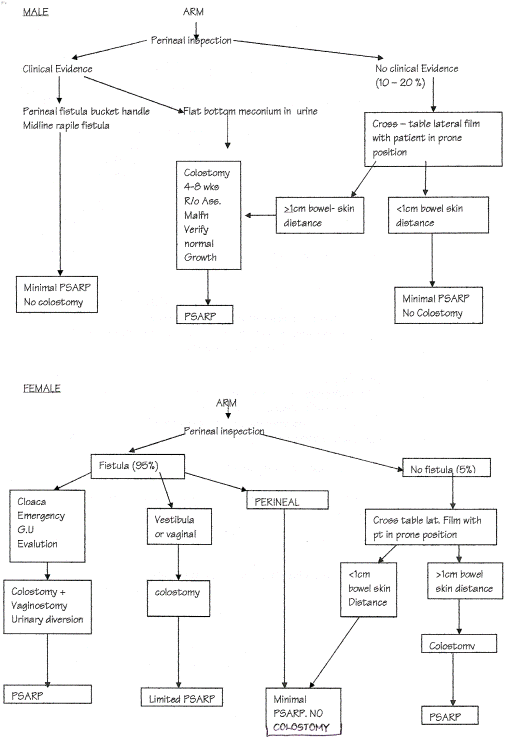 MALE
ARM
Perineal inspection
Clinical Evidence
No clinical Evidence
(10 – 20 %)
Perineal fistula bucket handle
Midline rapile fistula
Flat bottom meconium in urine
Cross – table lateral film
with patient in prone
position
Colostomy
4-8 wks
R/o Ass.
Malfn
Verify
normal
Growth
>1cm bowel- skin
distance
<1cm bowel skin
distance
Minimal PSARP
No colostomy
PSARP
Minimal PSARP
No Colostomy
FEMALE
ARM
Perineal inspection
Fistula (95%)
No fistula (5%)
Cloaca
Emergency
G.U
Evalution
Vestibula
or vaginal
PERINEAL
Cross table lat. Film with
pt in prone position
Colostomy +
Vaginostomy
Urinary diversion
colostomy
<1cm
bowel skin
Distance
>1cm bowel
skin distance
Colostomy
PSARP
Limited PSARP
Minimal
PSARP. NO
COLOSTOMY
PSARP